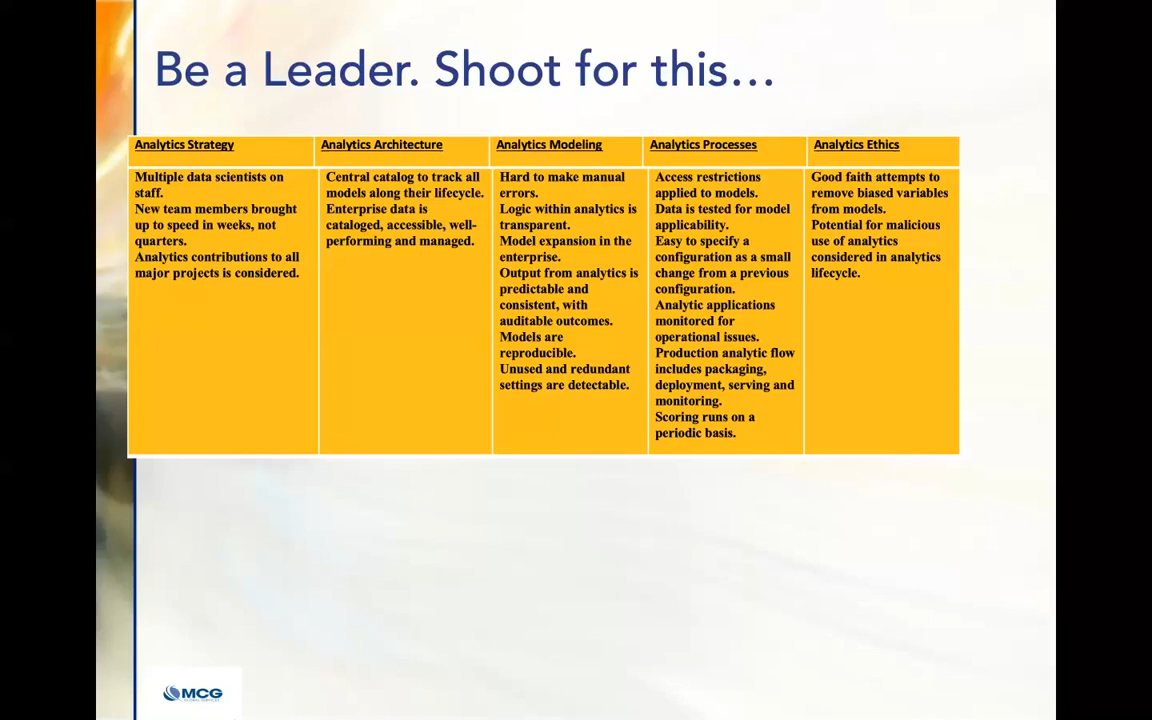 Be a Leader. Shoot for this…
Analytics Strategy
Multiple data scientists on
staff.
New team members brought
up to speed in weeks, not
quarters.
Analytics contributions to all
major projects is considered.
Analytics Architecture
Central catalog to track all
models along their lifecycle.
Enterprise data is
cataloged, accessible, well-
performing and managed.
Analytics Modeling
Hard to make manual
errors.
Logic within analytics is
transparent.
Model expansion in the
enterprise.
Output from analytics is
predictable and
consistent, with
auditable outcomes.
Models are
reproducible.
Unused and redundant
settings are detectable.
Analytics Processes
Access restrictions
applied to models.
Data is tested for model
applicability.
Easy to specify a
configuration as a small
change from a previous
configuration.
Analytic applications
monitored for
operational issues.
Production analytic flow
includes packaging,
deployment, serving and
monitoring.
Scoring runs on a
periodic basis.
Analytics Ethics
Good faith attempts to
remove biased variables
from models.
Potential for malicious
use of analytics
considered in analytics
lifecycle.
MCG